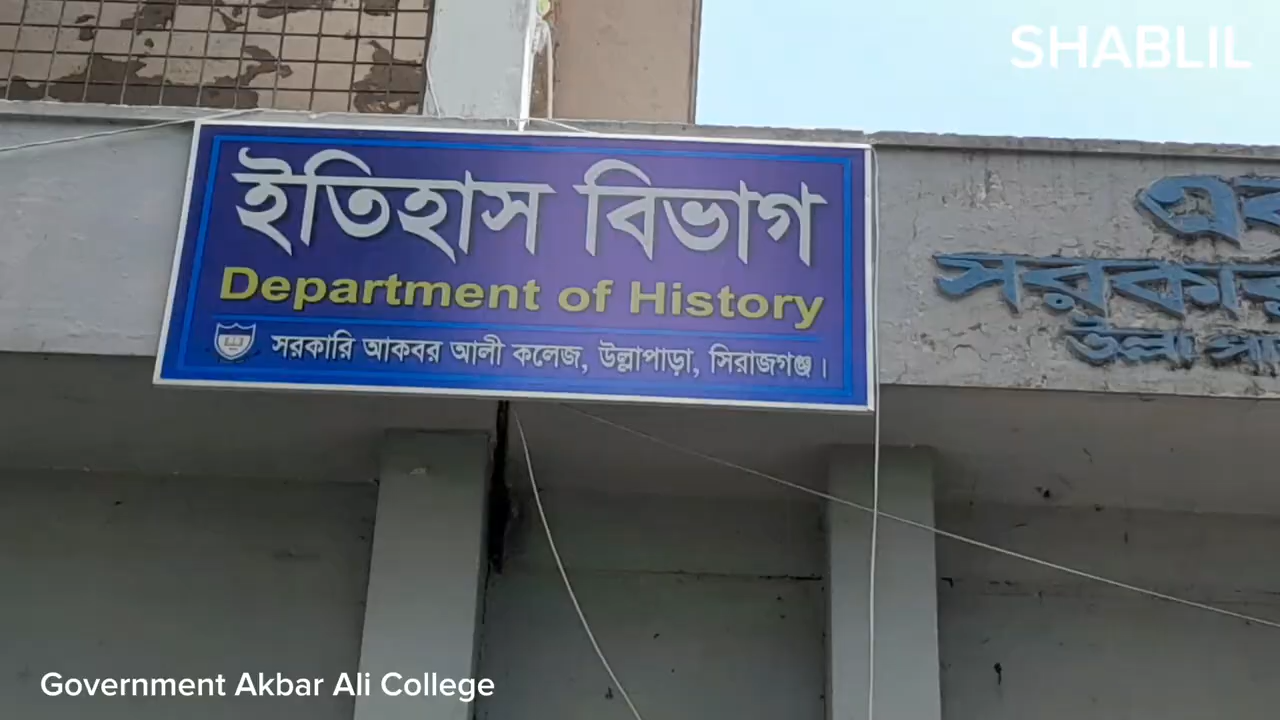 SHABLIL
ইতিহাস বিভাগ
Department of History
সরকারি আকবর আলী কলেজ, উল্লাপাড়া, সিরাজগঞ্জ।
Government Akbar Ali College